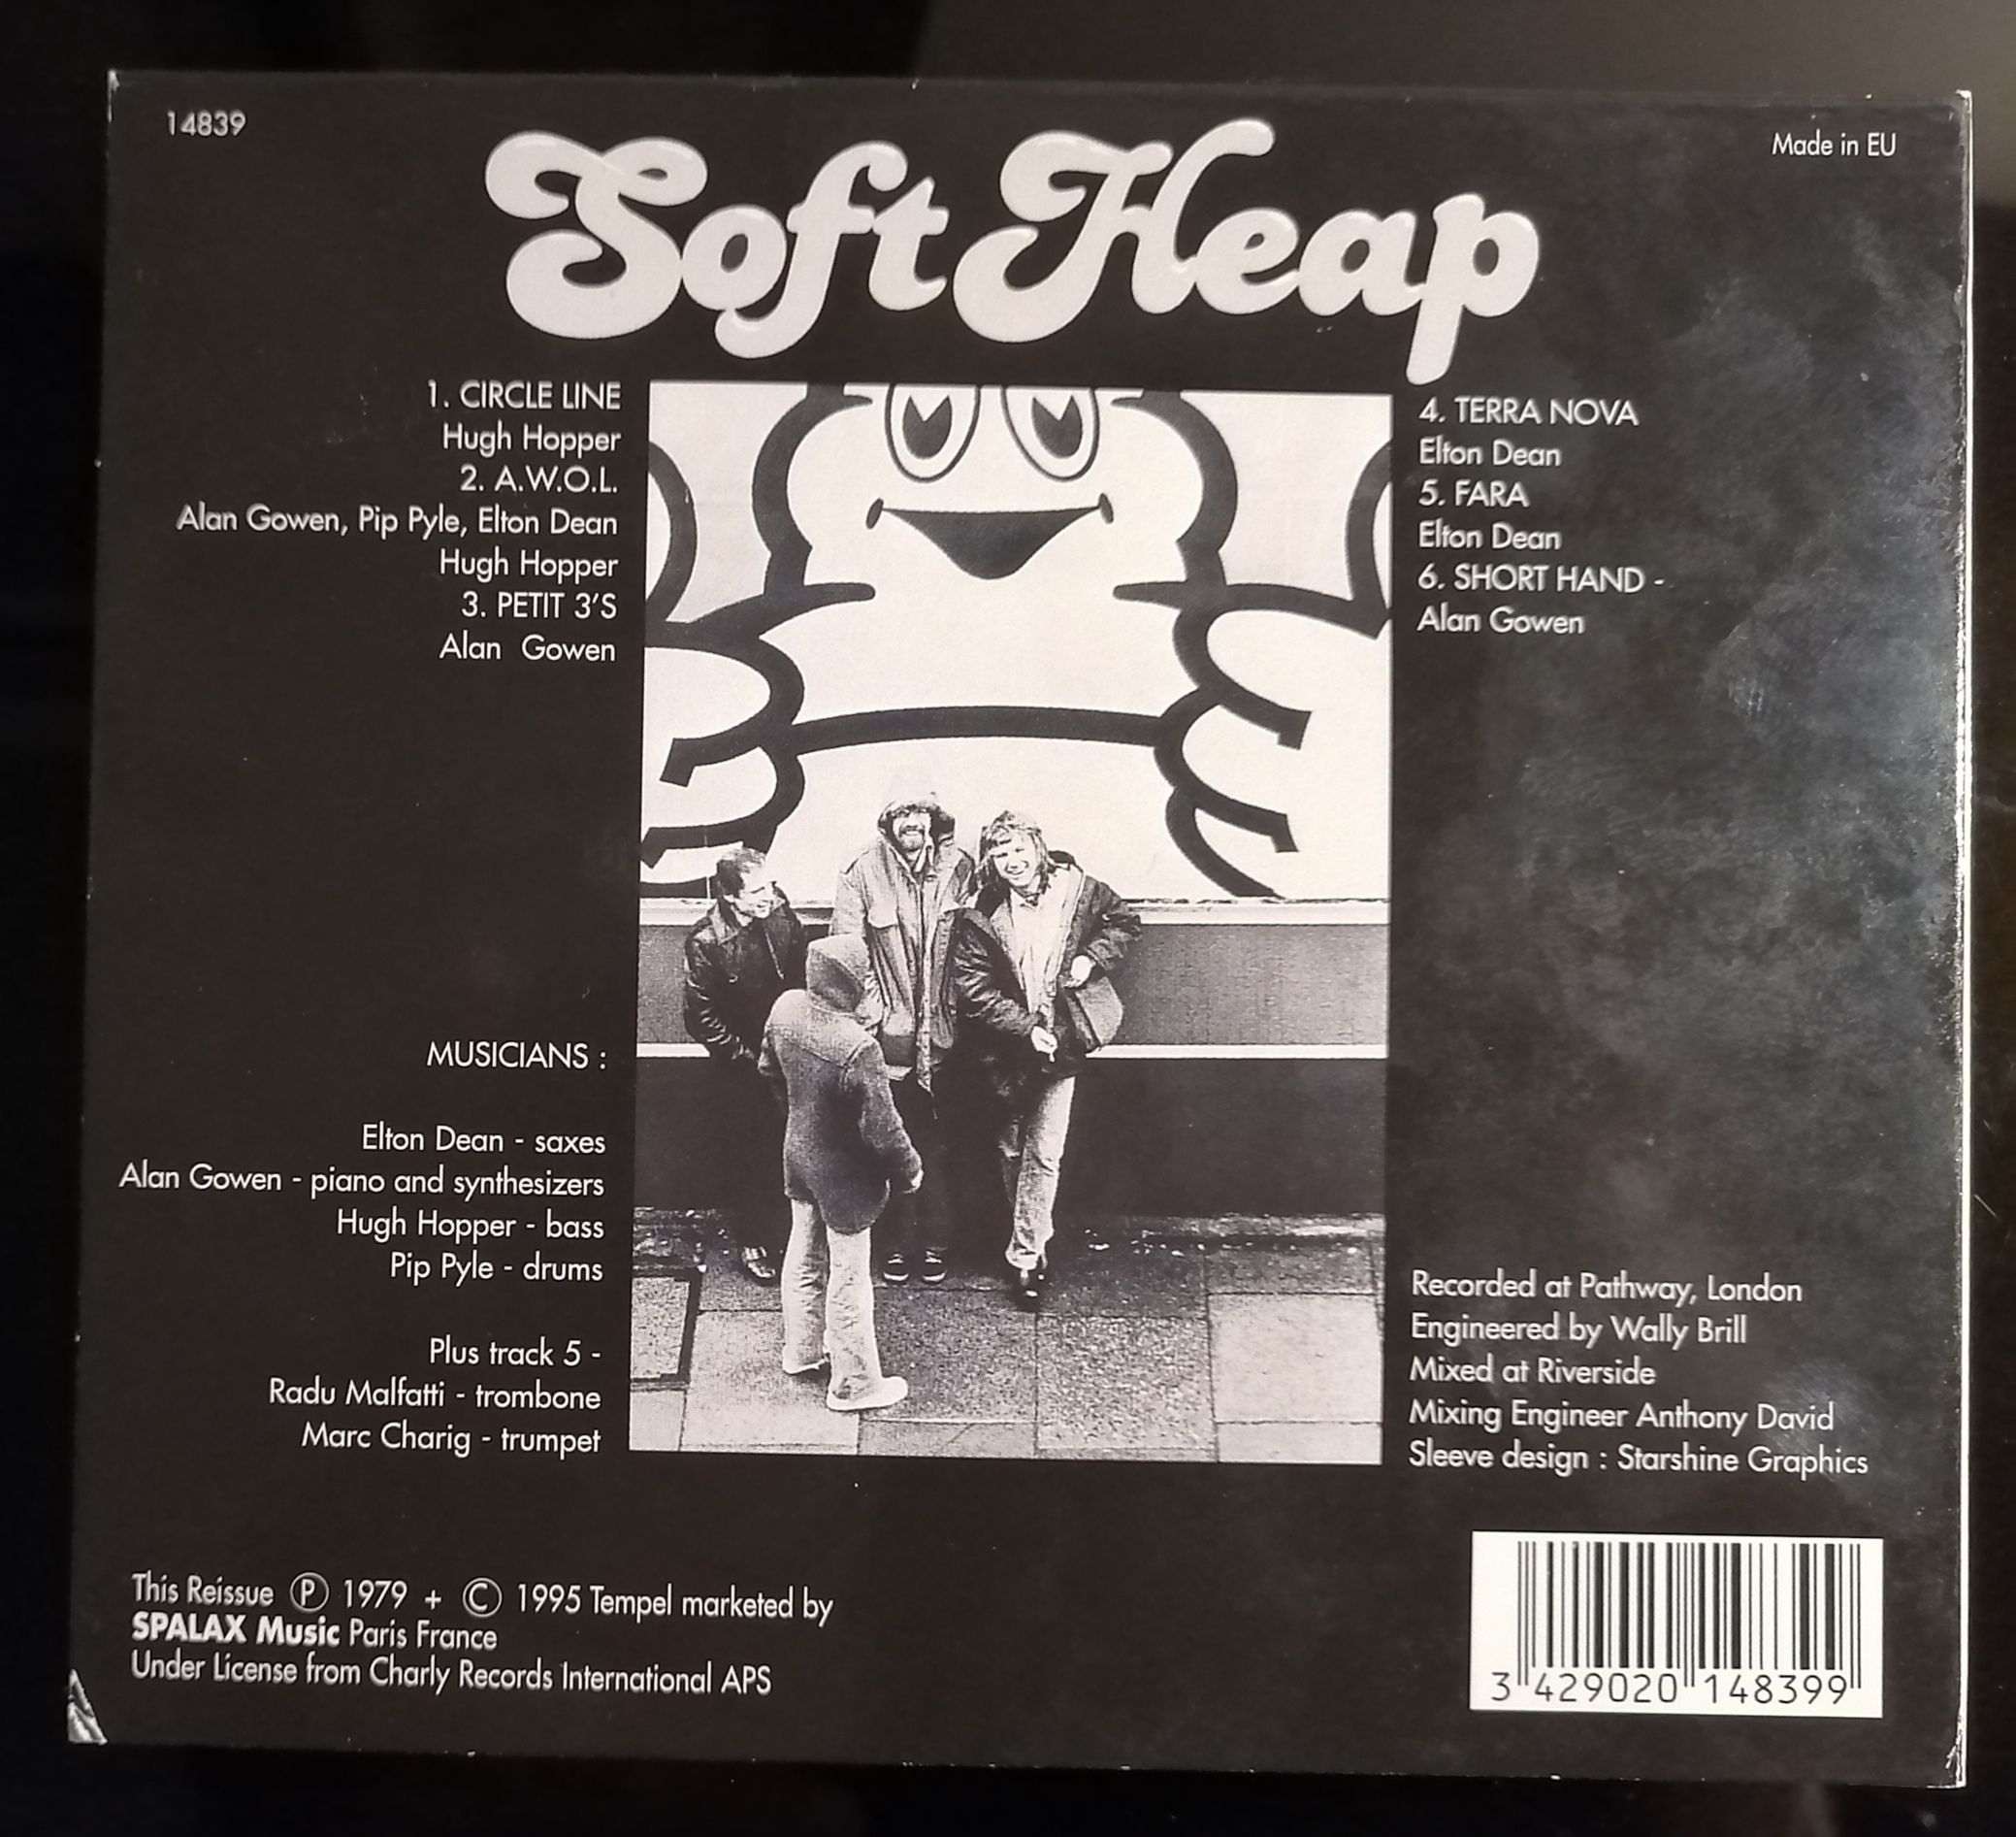 14839
Made in EU
Soft Heap
1. CIRCLE LINE
Hugh Hopper
2. A.W.O.L.
Alan Gowen, Pip Pyle, Elton Dean
Hugh Hopper
3. PETIT 3'S
Alan Gowen
4. TERRA NOVA
Elton Dean
5. FARA
Elton Dean
6. SHORT HAND -
Alan Gowen
MUSICIANS :
Elton Dean - saxes
Alan Gowen - piano and synthesizers
Hugh Hopper - bass
Pip Pyle - drums
Plus track 5 -
Radu Malfatti - trombone
Marc Charig - trumpet
Recorded at Pathway, London
Engineered by Wally Brill
Mixed at Riverside
Mixing Engineer Anthony David
Sleeve design : Starshine Graphics
This Reissue Ⓟ 1979 + © 1995 Tempel marketed by
SPALAX Music Paris France
Under License from Charly Records International APS
3 429020 148399